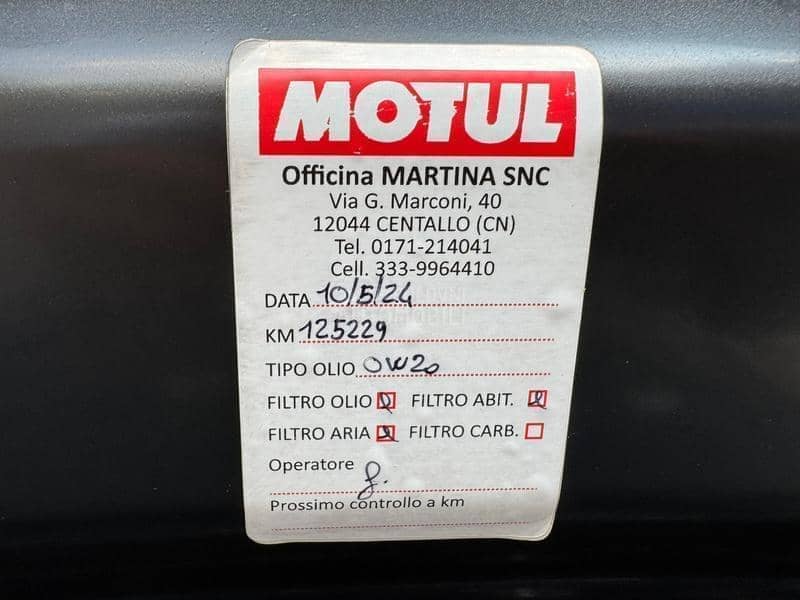 MOTUL
Officina MARTINA SNC
Via G. Marconi, 40
12044 CENTALLO (CN)
Tel. 0171-214041
Cell. 333-9964410
DATA 10/5/24
KM 125229
TIPO OLIO 0W20
FILTRO OLIO FILTRO ABIT.
FILTRO ARIA FILTRO CARB.
Operatore
Prossimo controllo a km